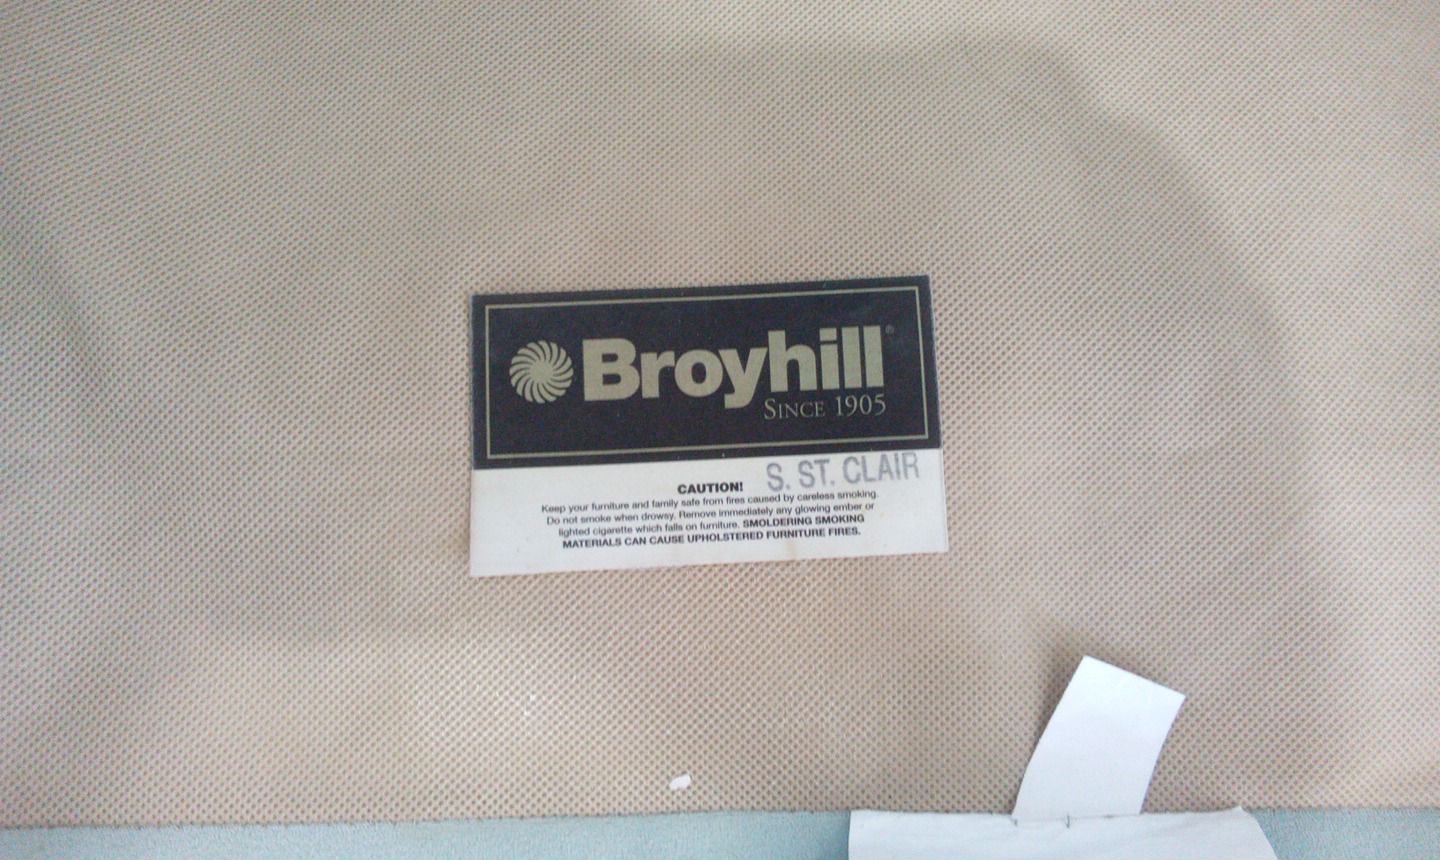 Broyhill®
SINCE 1905
S. ST. CLAIR
CAUTION!
Keep your furniture and family safe from fires caused by careless smoking.
Do not smoke when drowsy. Remove immediately any glowing ember or
lighted cigarette which falls on furniture. SMOLDERING SMOKING
MATERIALS CAN CAUSE UPHOLSTERED FURNITURE FIRES.